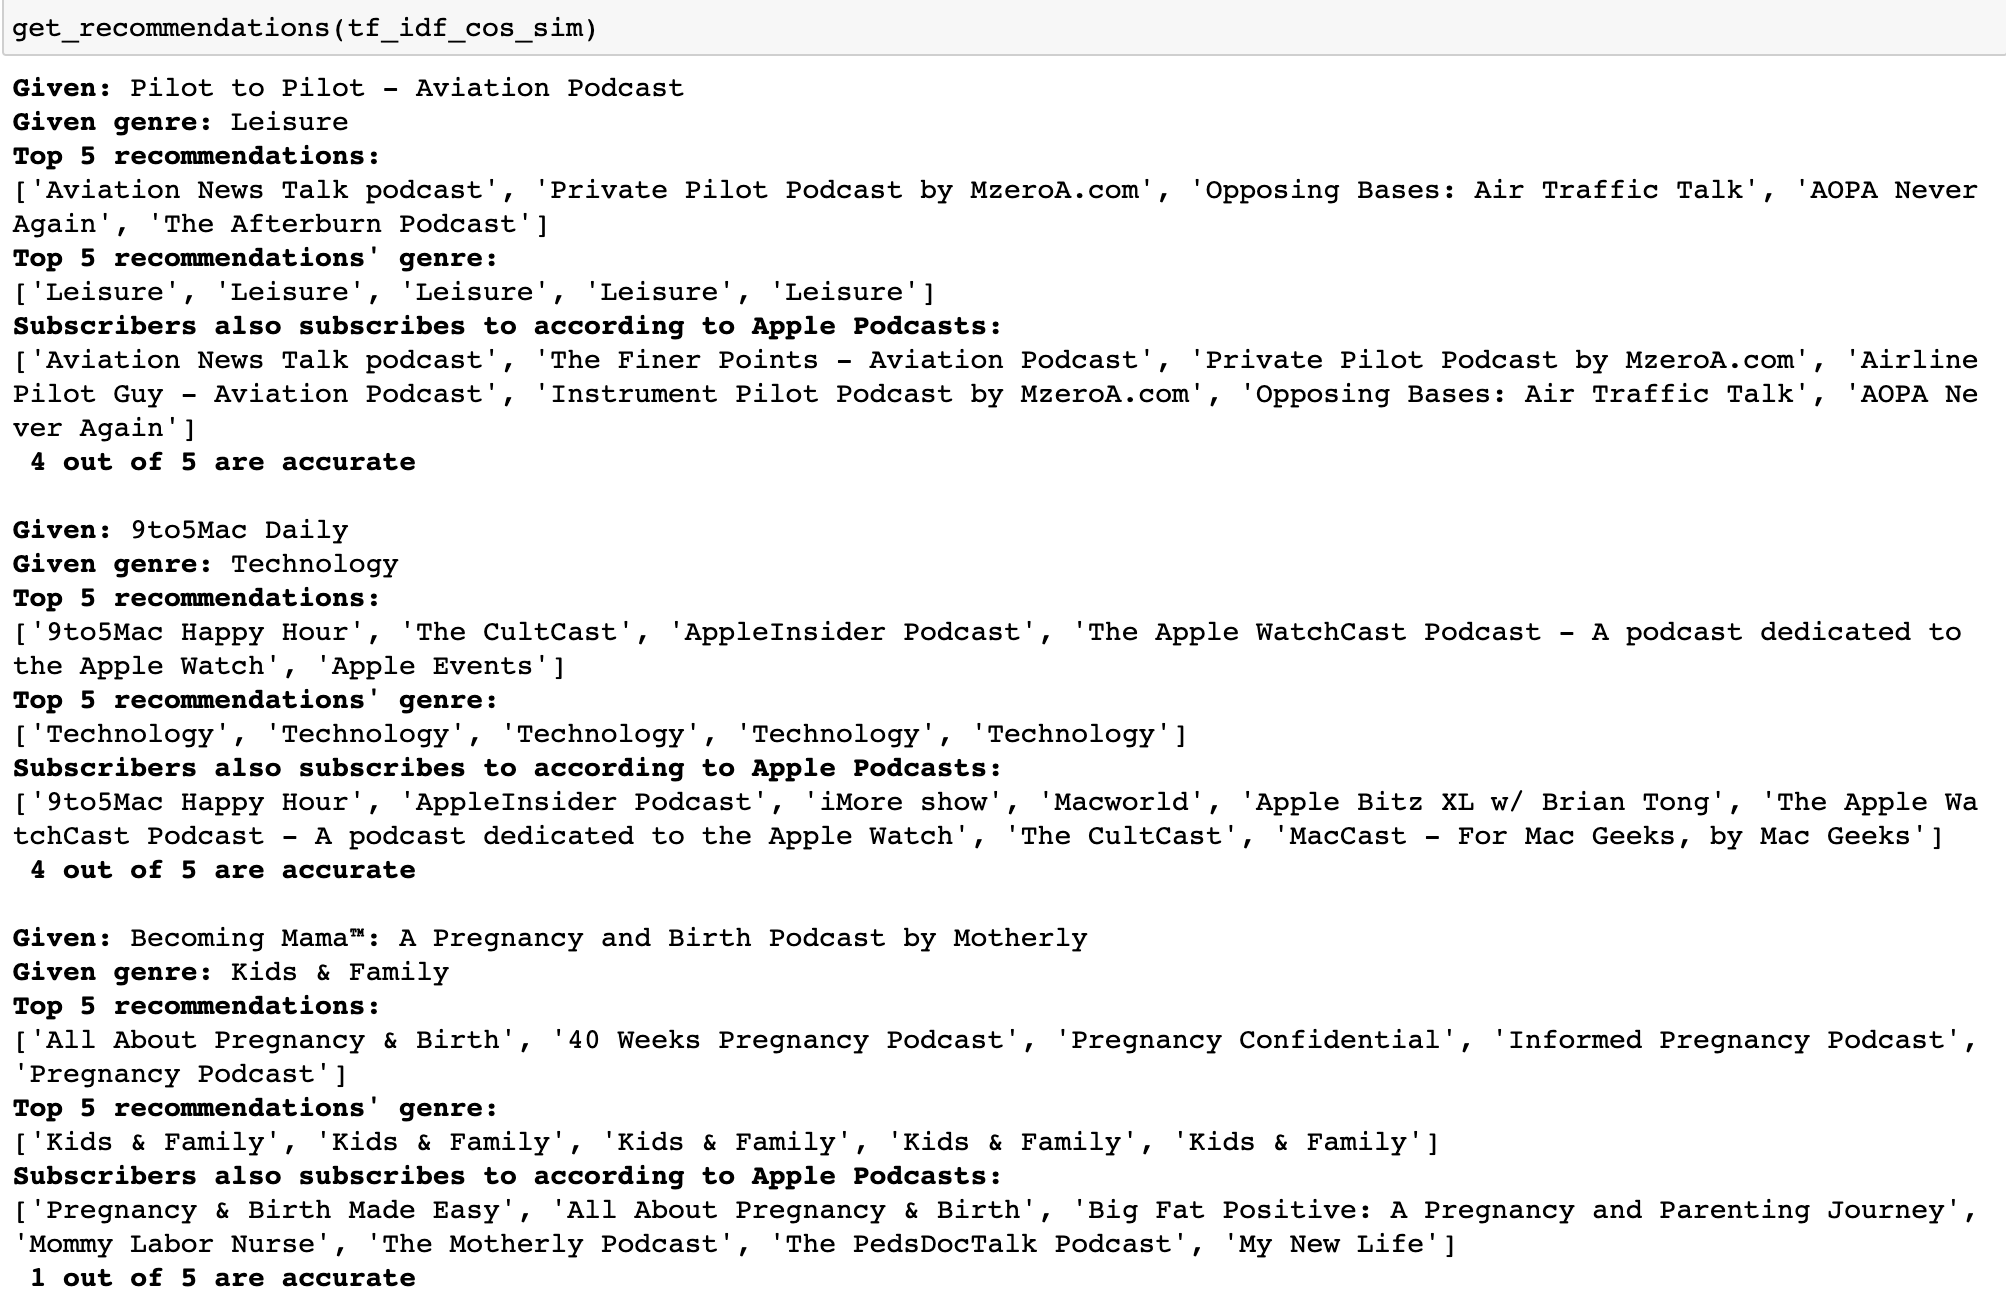 get_recommendations(tf_idf_cos_sim)
Given: Pilot to Pilot - Aviation Podcast
Given genre: Leisure
Top 5 recommendations:
['Aviation News Talk podcast', 'Private Pilot Podcast by MzeroA.com', 'Opposing Bases: Air Traffic Talk', 'AOPA Never
Again', 'The Afterburn Podcast']
Top 5 recommendations' genre:
['Leisure', 'Leisure', 'Leisure', 'Leisure', 'Leisure']
Subscribers also subscribes to according to Apple Podcasts:
['Aviation News Talk podcast', 'The Finer Points - Aviation Podcast', 'Private Pilot Podcast by MzeroA.com', 'Airline
Pilot Guy - Aviation Podcast', 'Instrument Pilot Podcast by MzeroA.com', 'Opposing Bases: Air Traffic Talk', 'AOPA Ne
ver Again']
4 out of 5 are accurate
Given: 9to5Mac Daily
Given genre: Technology
Top 5 recommendations:
['9to5Mac Happy Hour', 'The CultCast', 'AppleInsider Podcast', 'The Apple WatchCast Podcast - A podcast dedicated to
the Apple Watch', 'Apple Events']
Top 5 recommendations' genre:
['Technology', 'Technology', 'Technology', 'Technology', 'Technology']
Subscribers also subscribes to according to Apple Podcasts:
['9to5Mac Happy Hour', 'AppleInsider Podcast', 'iMore show', 'Macworld', 'Apple Bitz XL w/ Brian Tong', 'The Apple Wa
tchCast Podcast - A podcast dedicated to the Apple Watch', 'The CultCast', 'MacCast - For Mac Geeks, by Mac Geeks']
4 out of 5 are accurate
Given: Becoming Mama™: A Pregnancy and Birth Podcast by Motherly
Given genre: Kids & Family
Top 5 recommendations:
['All About Pregnancy & Birth', '40 Weeks Pregnancy Podcast', 'Pregnancy Confidential', 'Informed Pregnancy Podcast',
'Pregnancy Podcast']
Top 5 recommendations' genre:
['Kids & Family', 'Kids & Family', 'Kids & Family', 'Kids & Family', 'Kids & Family']
Subscribers also subscribes to according to Apple Podcasts:
['Pregnancy & Birth Made Easy', 'All About Pregnancy & Birth', 'Big Fat Positive: A Pregnancy and Parenting Journey',
'Mommy Labor Nurse', 'The Motherly Podcast', 'The PedsDocTalk Podcast', 'My New Life']
1 out of 5 are accurate